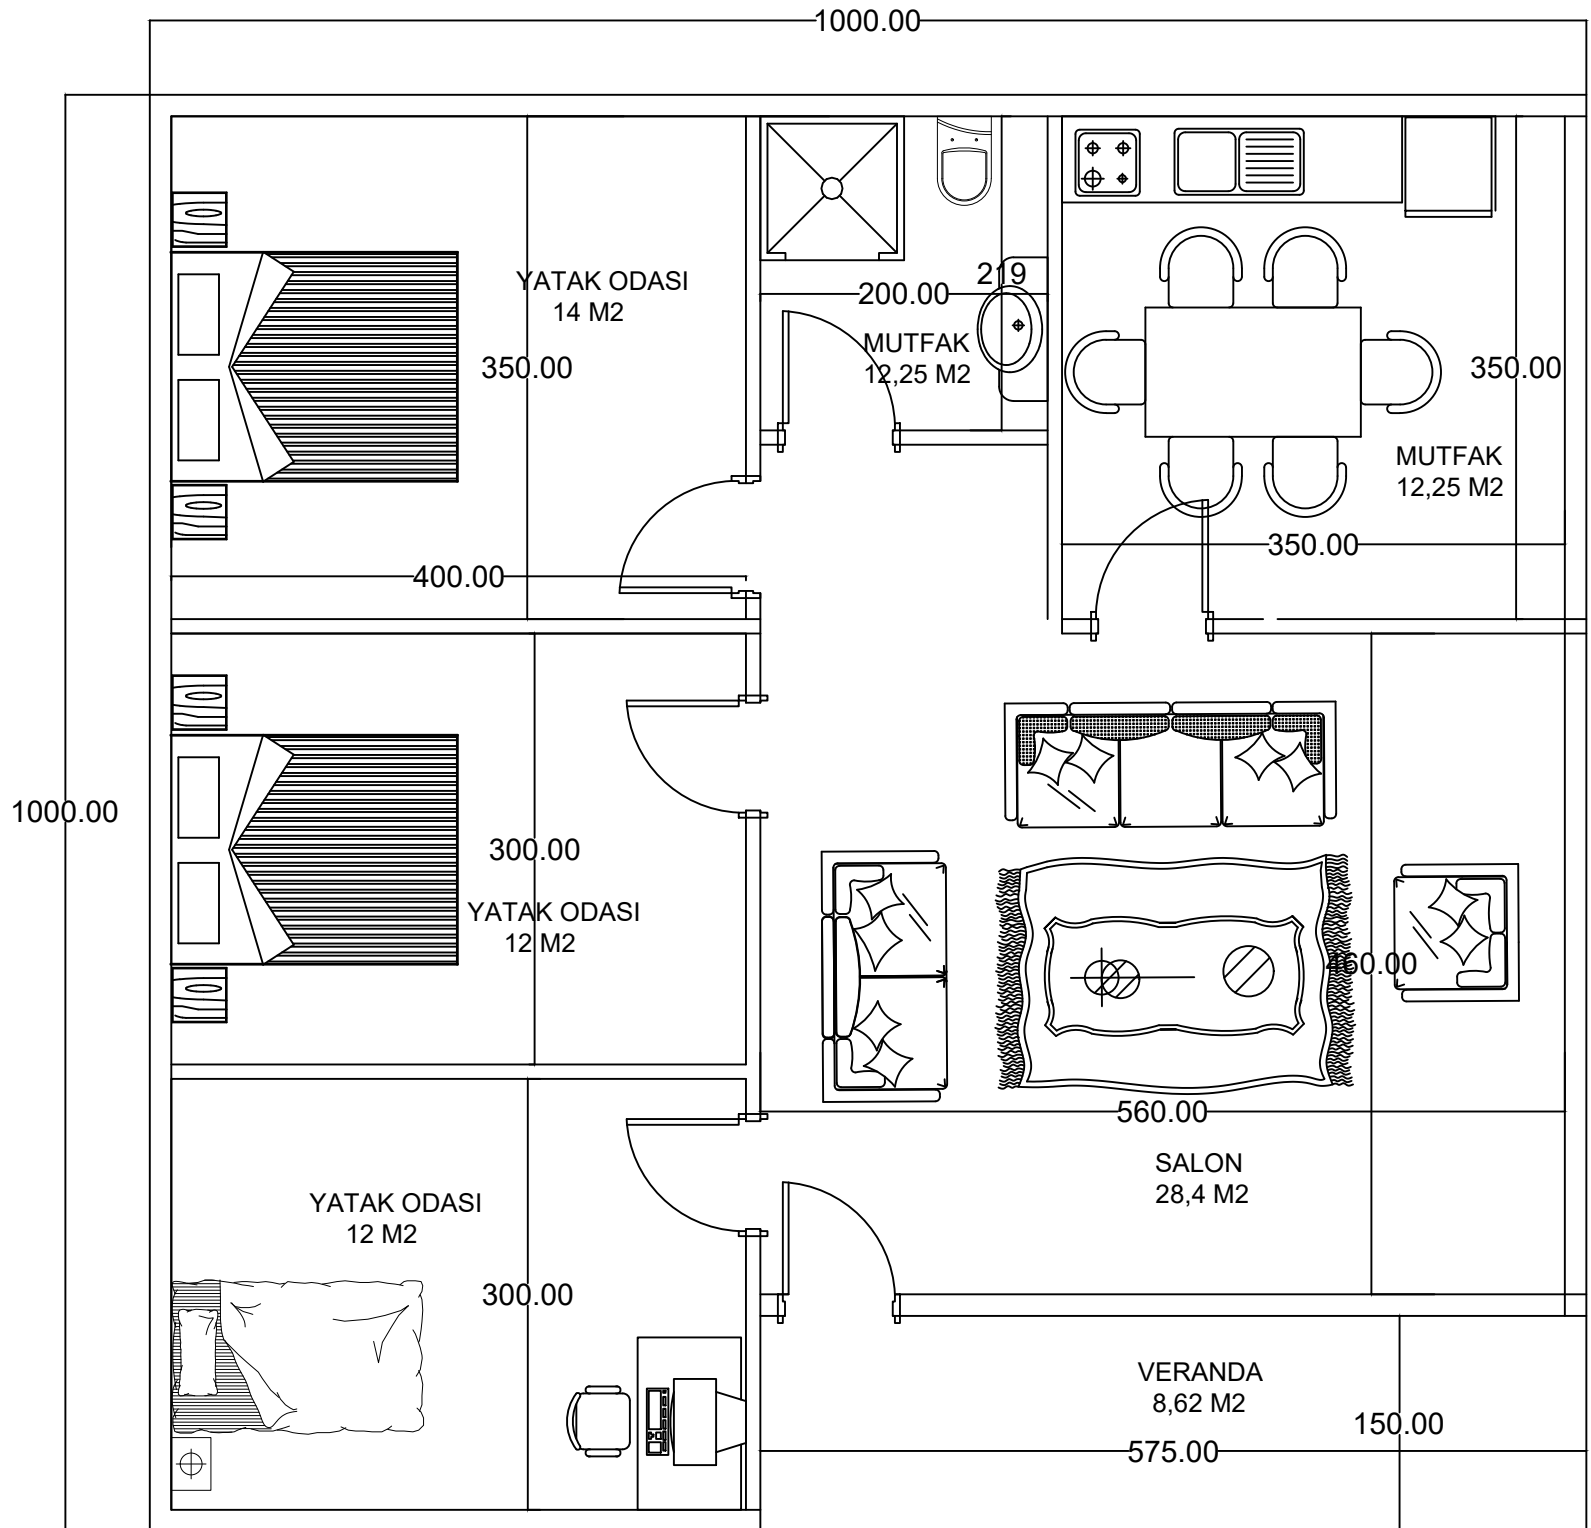 1000.00
YATAK ODASI
14 M2
219
200.00
MUTFAK
12,25 M2
350.00
350.00
MUTFAK
12,25 M2
350.00
400.00
1000.00
300.00
YATAK ODASI
12 M2
460.00
560.00
SALON
28,4 M2
YATAK ODASI
12 M2
300.00
VERANDA
8,62 M2
150.00
575.00